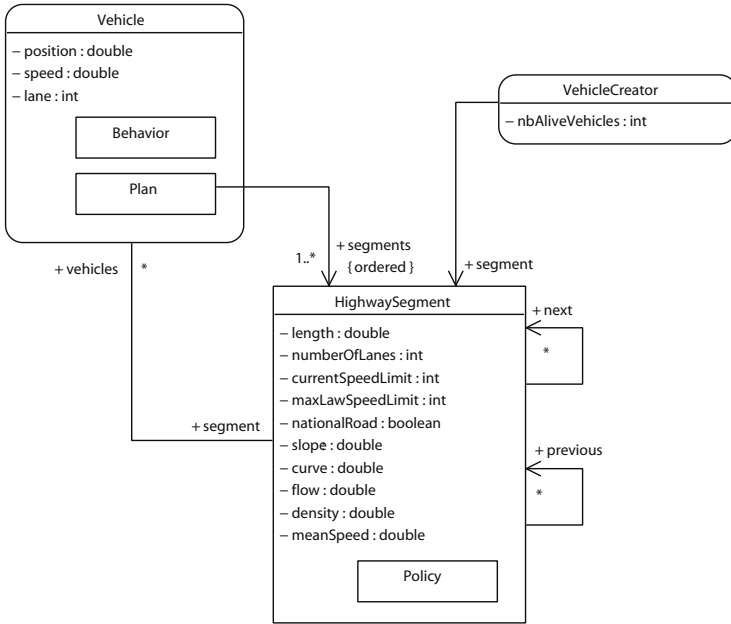 Vehicle
− position : double
− speed : double
− lane : int
Behavior
Plan
VehicleCreator
− nbAliveVehicles : int
+ vehicles
*
1..*
+ segments
{ ordered }
+ segment
HighwaySegment
− length : double
− numberOfLanes : int
− currentSpeedLimit : int
− maxLawSpeedLimit : int
− nationalRoad : boolean
− slope : double
− curve : double
− flow : double
− density : double
− meanSpeed : double
Policy
+ segment
+ next
*
+ previous
*